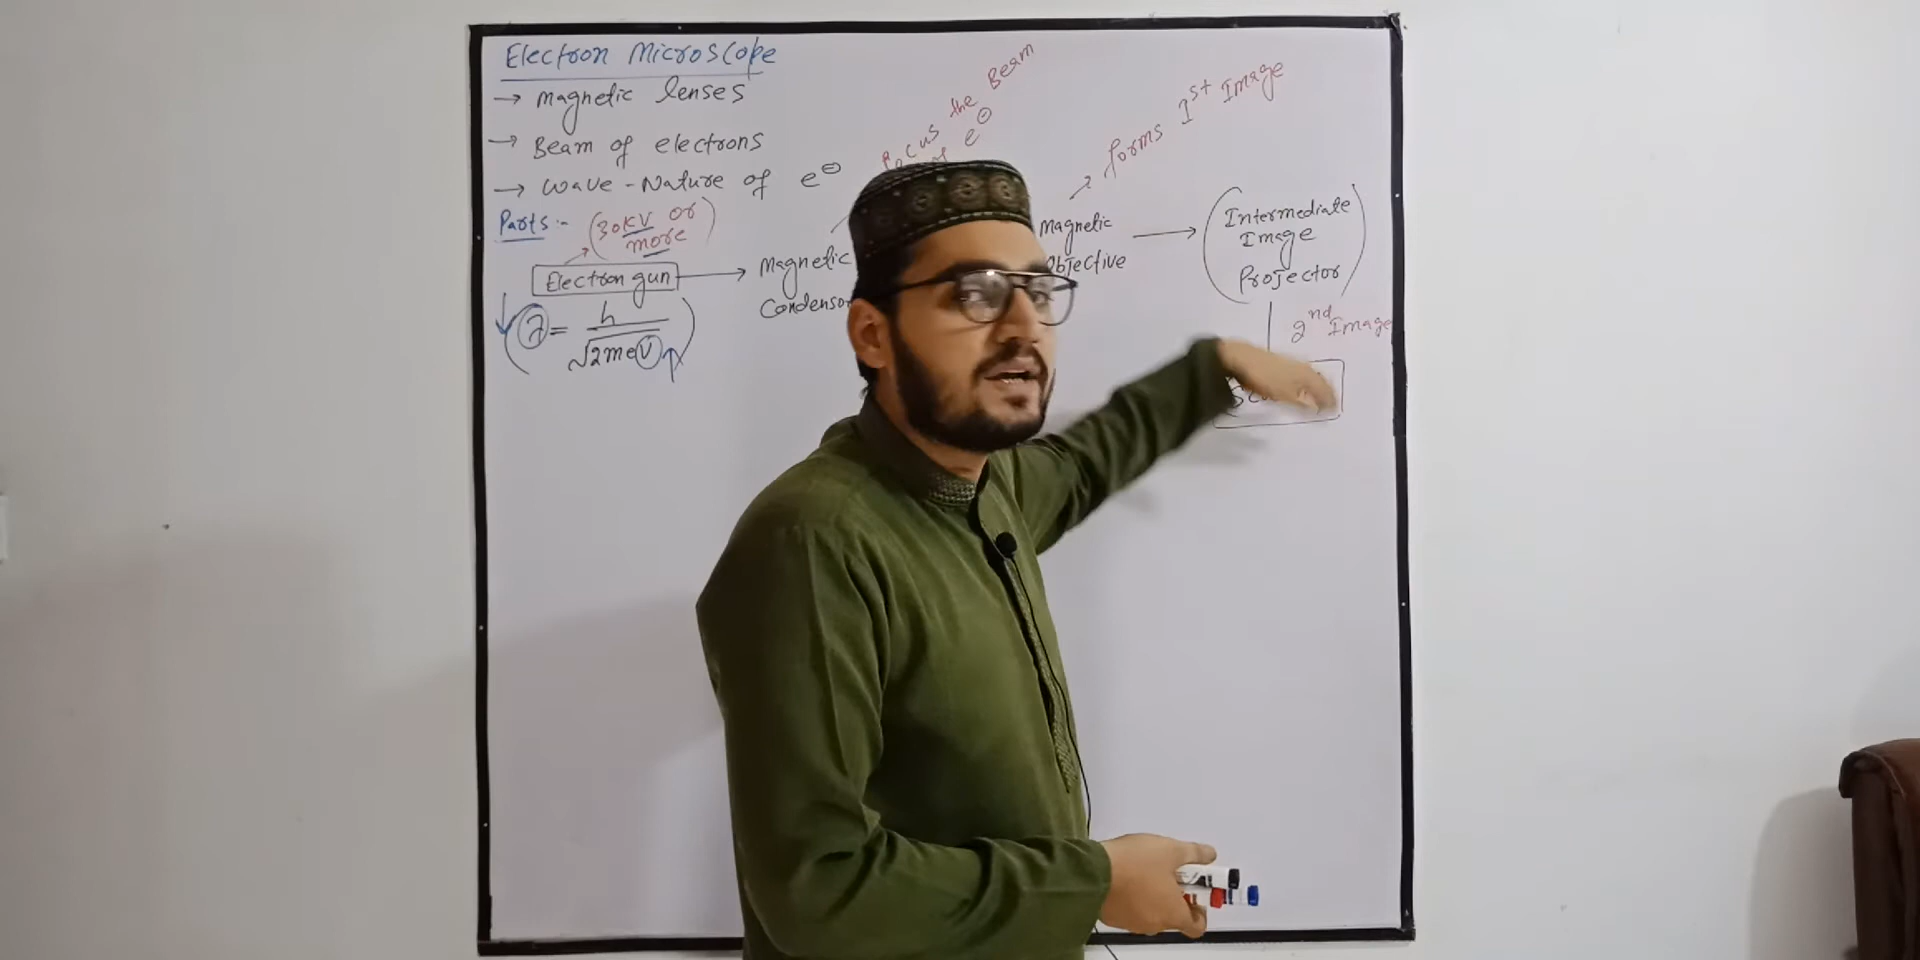 Electron Microscope
→ Magnetic lenses
→ Beam of electrons
→ Wave-Nature of e⊖
Parts:- (30KV or
more)
Electron gun
λ = h
√2meV
Magnetic
Condensor
Focus the Beam
of e⊖
Magnetic
Objective
forms Ist Image
(Intermediate
Image
Projector)
2nd Image